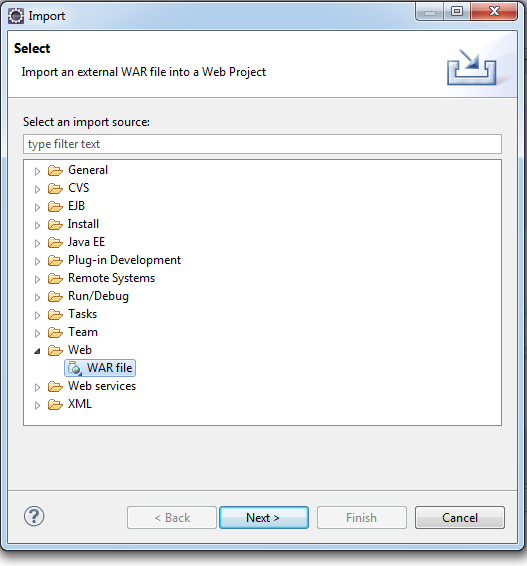 Import
Select
Import an external WAR file into a Web Project
Select an import source:
type filter text
General
CVS
EJB
Install
Java EE
Plug-in Development
Remote Systems
Run/Debug
Tasks
Team
Web
WAR file
Web services
XML
?
< Back
Next >
Finish
Cancel